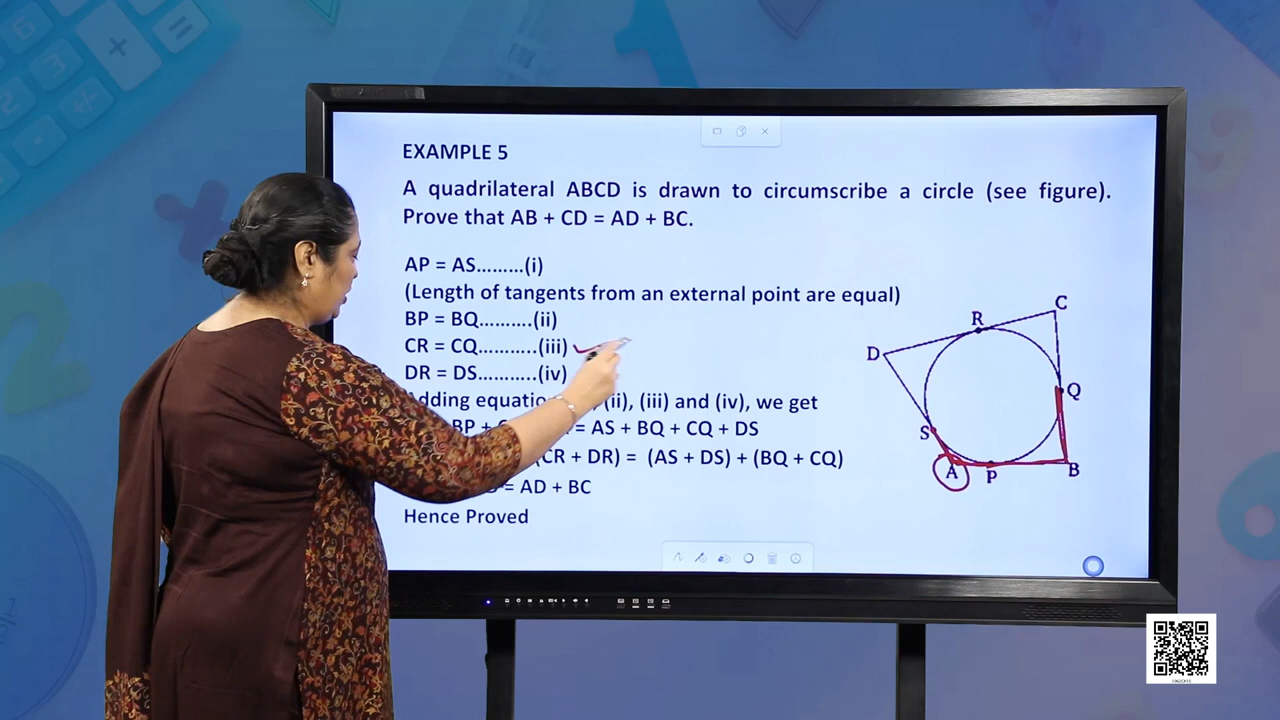 EXAMPLE 5
A quadrilateral ABCD is drawn to circumscribe a circle (see figure).
Prove that AB + CD = AD + BC.
AP = AS.........(i)
(Length of tangents from an external point are equal)
BP = BQ..........(ii)
CR = CQ...........(iii)
DR = DS...........(iv)
(ii), (iii) and (iv), we get
BP + = AS + BQ + CQ + DS
(CR + DR) = (AS + DS) + (BQ + CQ)
= AD + BC
Hence Proved
C
R
D
Q
S
A
P
B